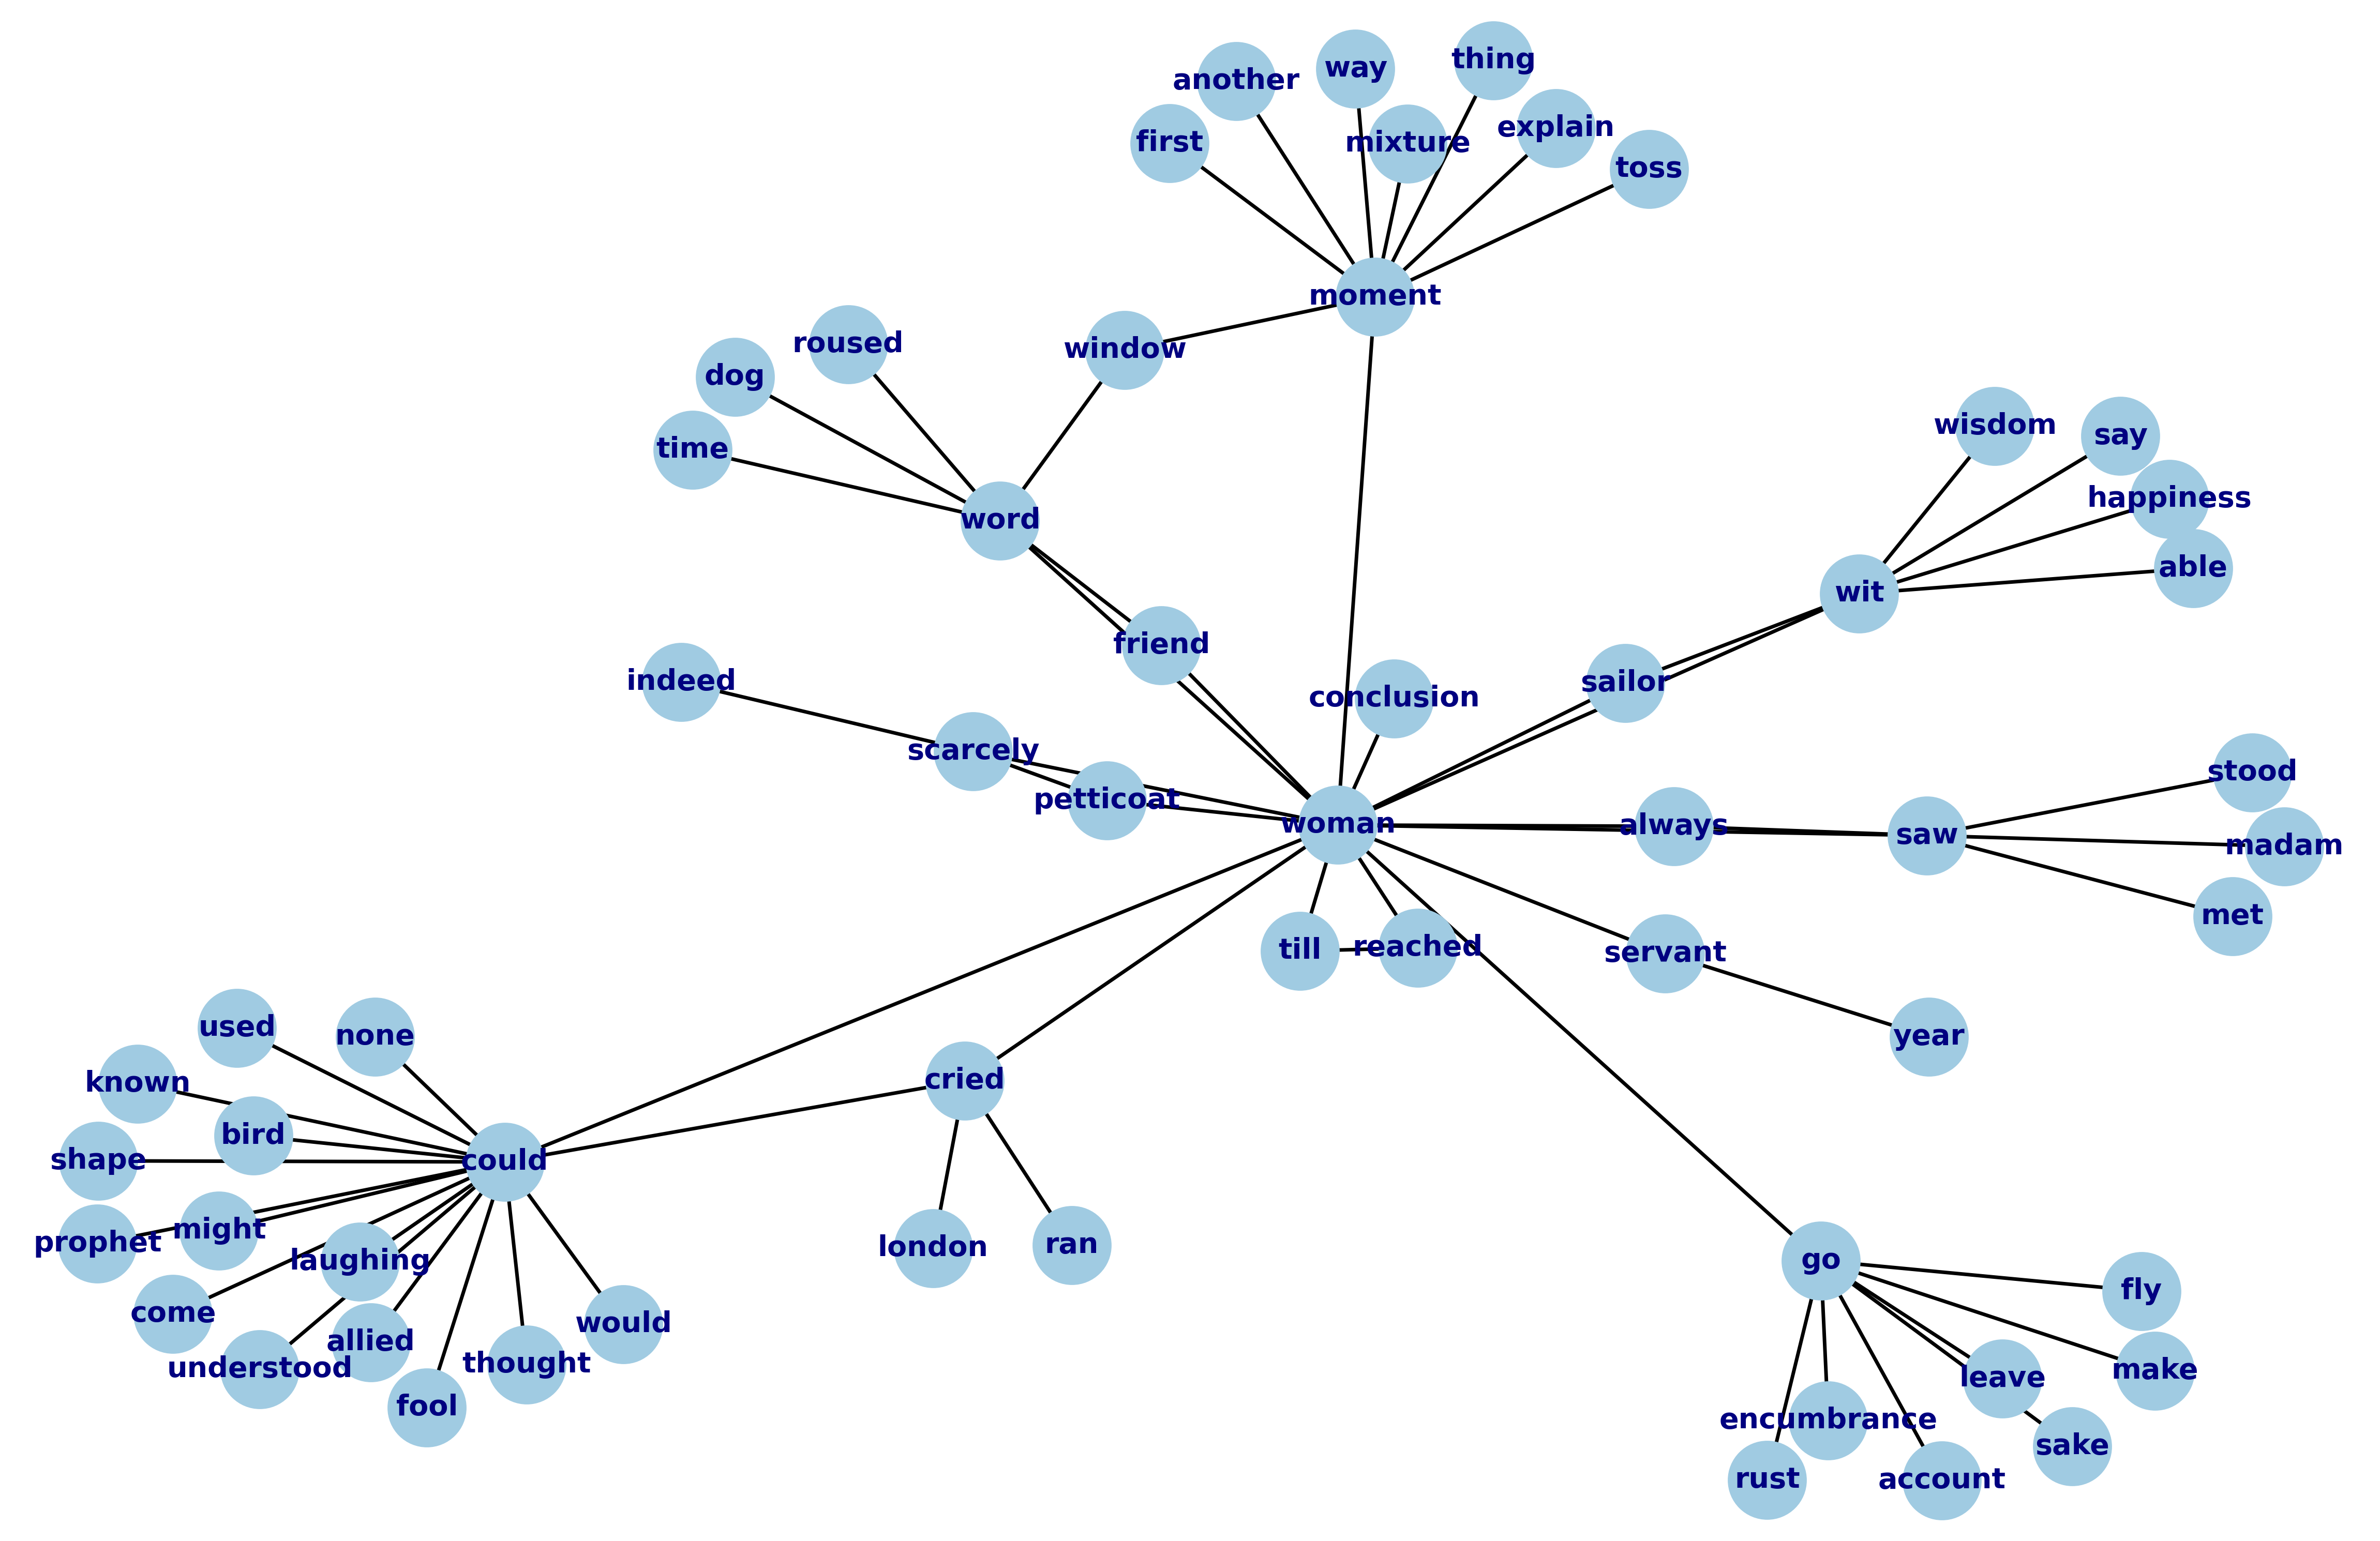 thing
way
another
explain
first
mixture
toss
moment
roused
window
dog
wisdom
say
time
happiness
word
able
wit
friend
indeed
sailor
conclusion
scarcely
stood
petticoat
woman
always
saw
madam
met
till
reached
servant
used
none
year
known
cried
bird
shape
could
might
prophet
london
ran
laughing
go
fly
come
would
allied
understood
thought
make
leave
fool
encumbrance
sake
rust
account